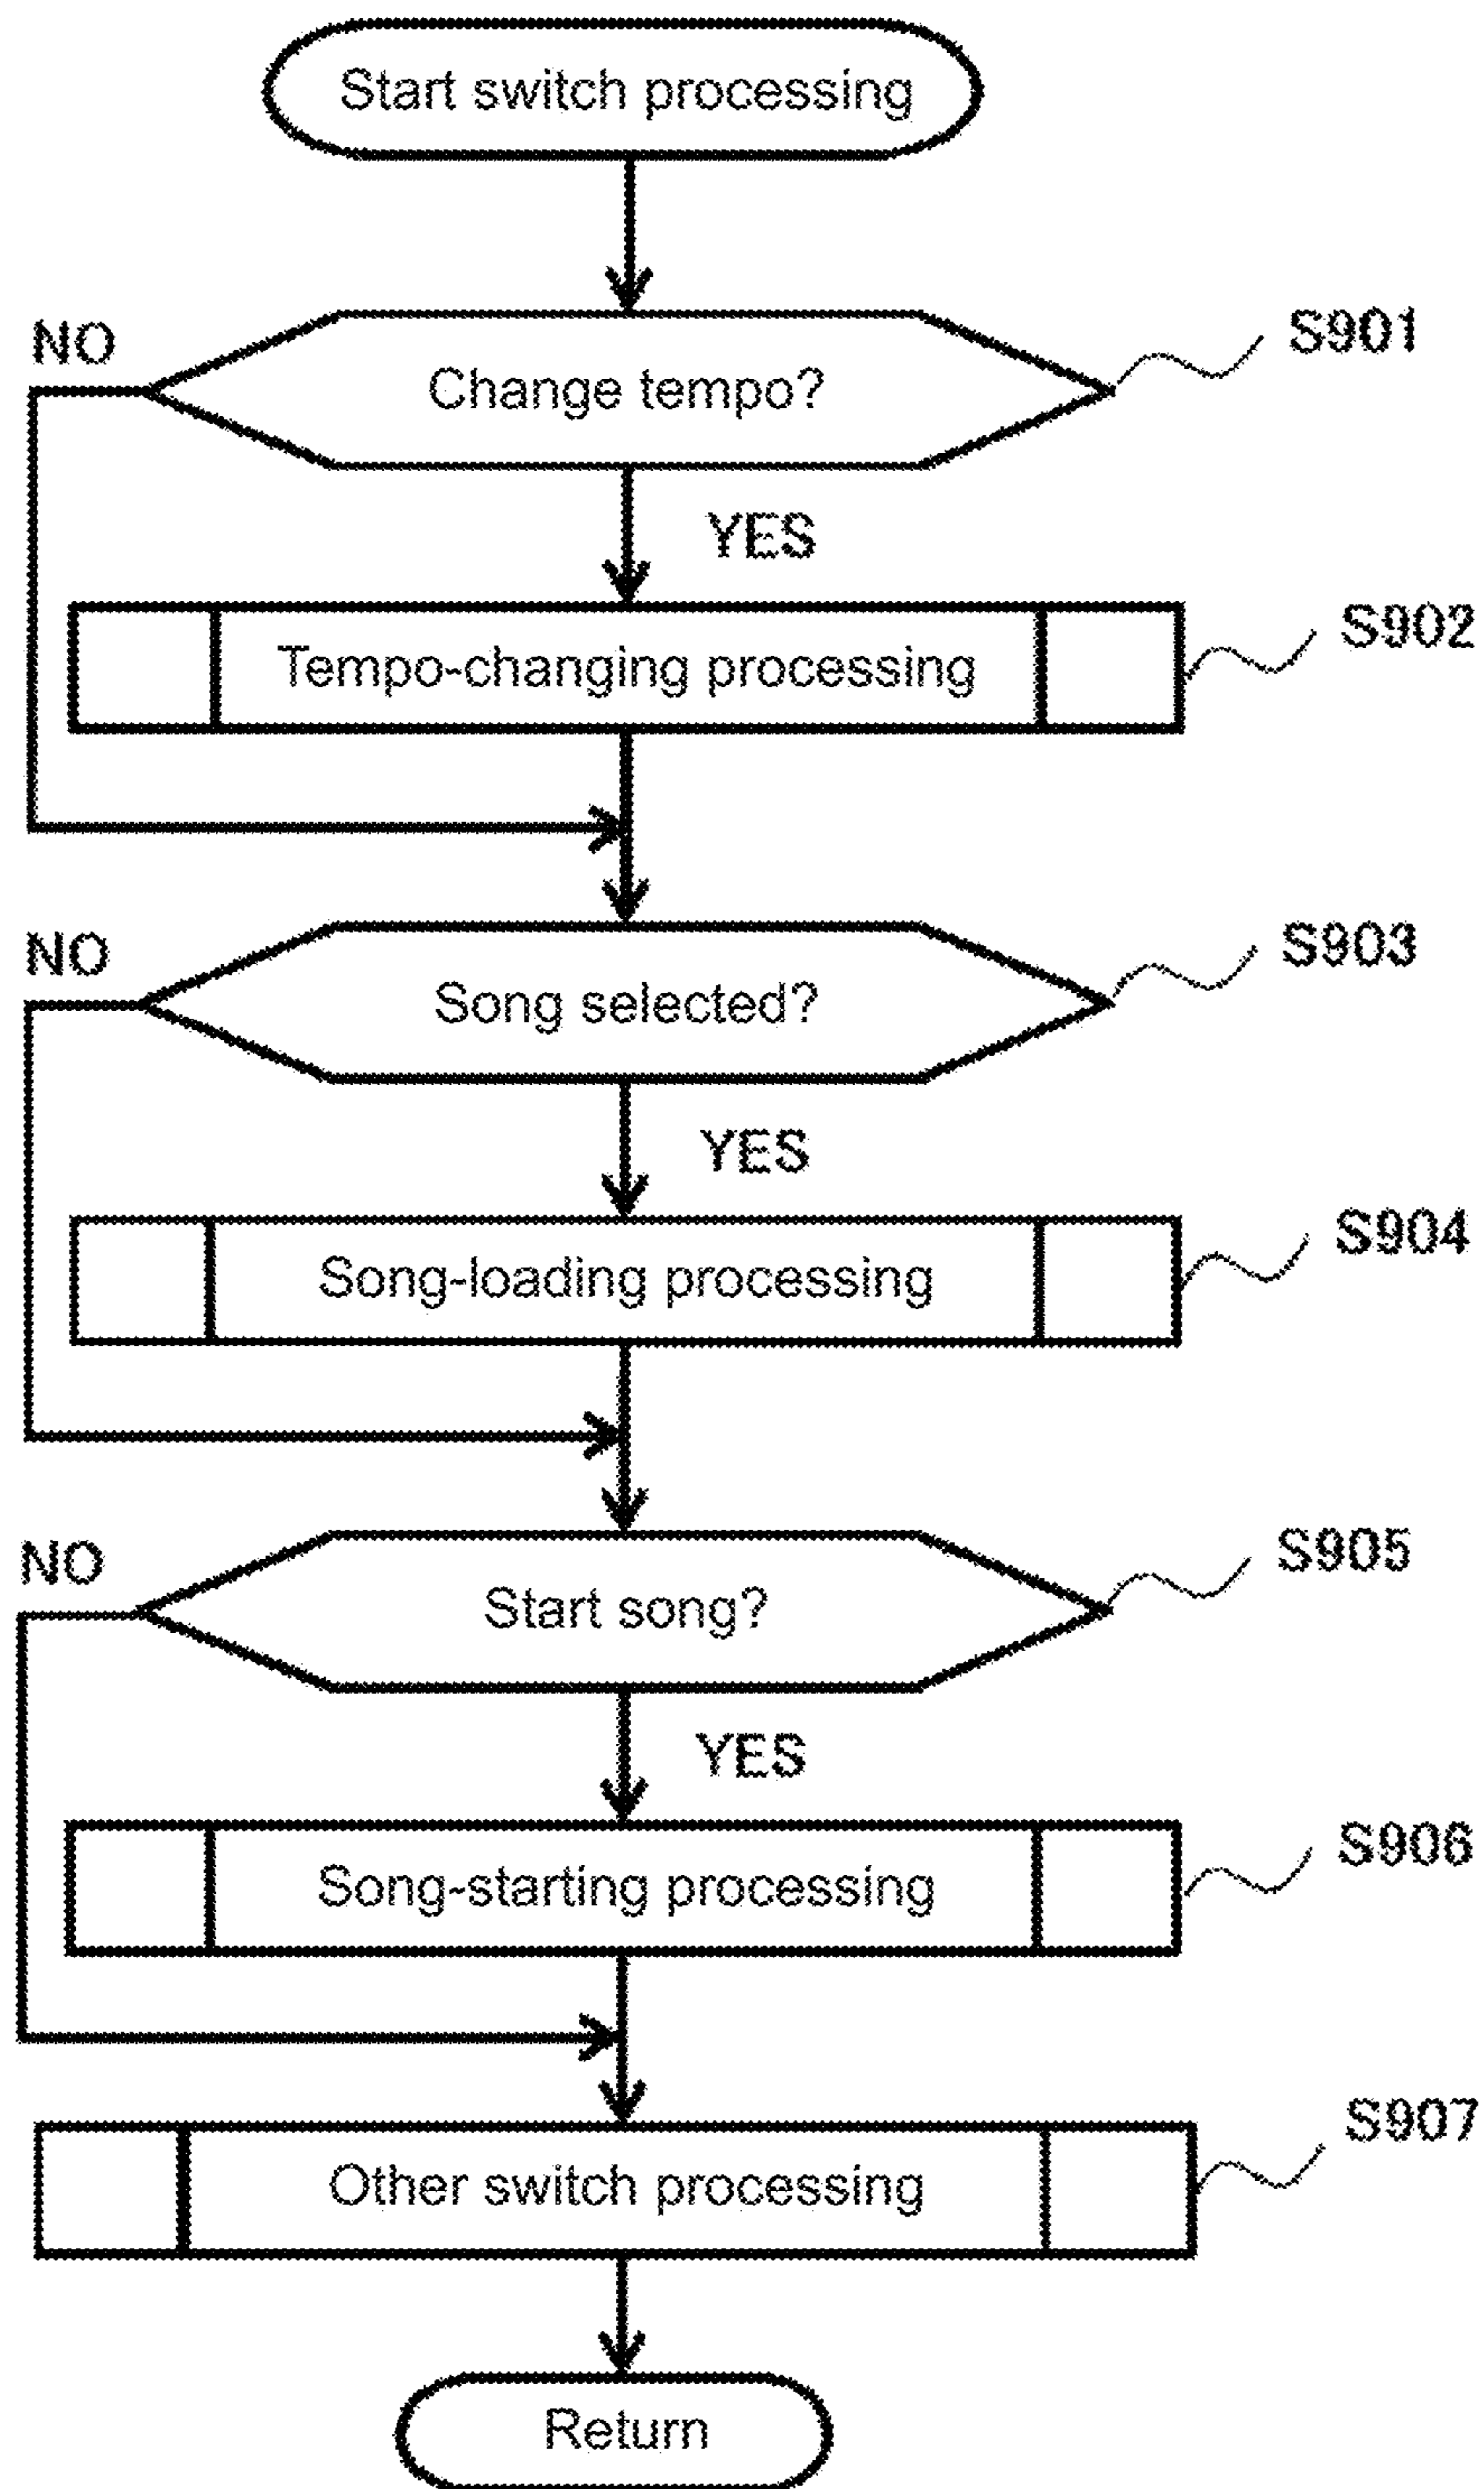 Start switch processing
NO
S901
Change tempo?
YES
S902
Tempo-changing processing
NO
S903
Song selected?
YES
S904
Song-loading processing
NO
S905
Start song?
YES
S906
Song-starting processing
S907
Other switch processing
Return